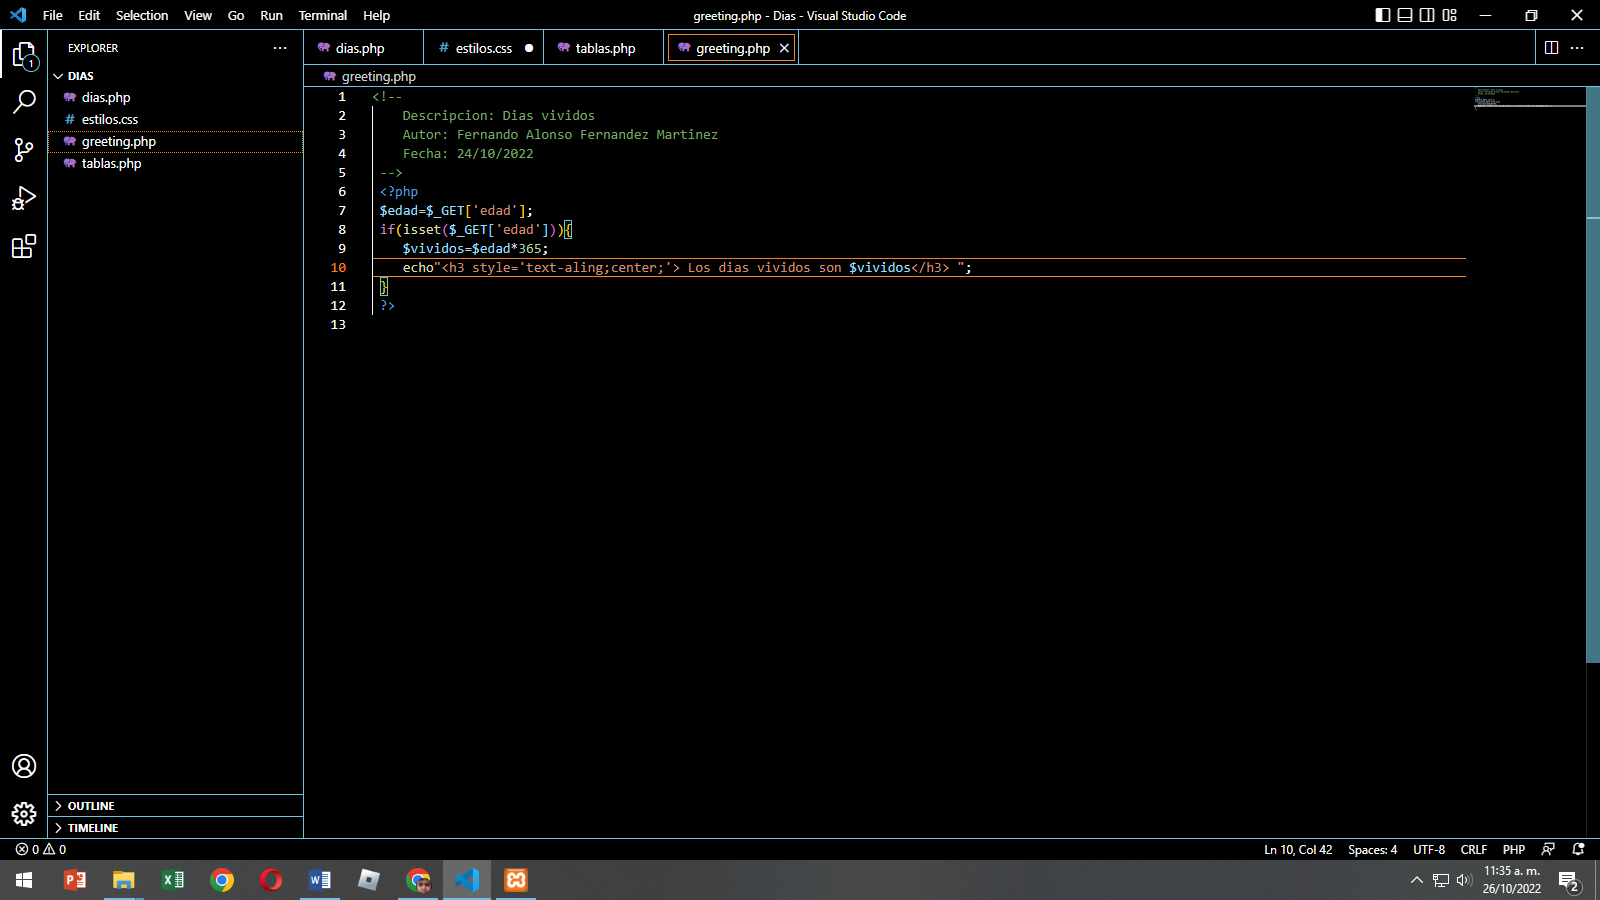 File Edit Selection View Go Run Terminal Help
greeting.php - Dias - Visual Studio Code
EXPLORER
dias.php
# estilos.css
tablas.php
greeting.php
1
DIAS
dias.php
# estilos.css
greeting.php
tablas.php
greeting.php
1 <!--
2 Descripcion: Dias vividos
3 Autor: Fernando Alonso Fernandez Martinez
4 Fecha: 24/10/2022
5 -->
6 <?php
7 $edad=$_GET['edad'];
8 if(isset($_GET['edad'])){
9 $vividos=$edad*365;
10 echo"<h3 style='text-aling;center;'> Los dias vividos son $vividos</h3> ";
11 }
12 ?>
13
OUTLINE
TIMELINE
0 0
Ln 10, Col 42 Spaces: 4 UTF-8 CRLF PHP
11:35 a. m.
26/10/2022
2